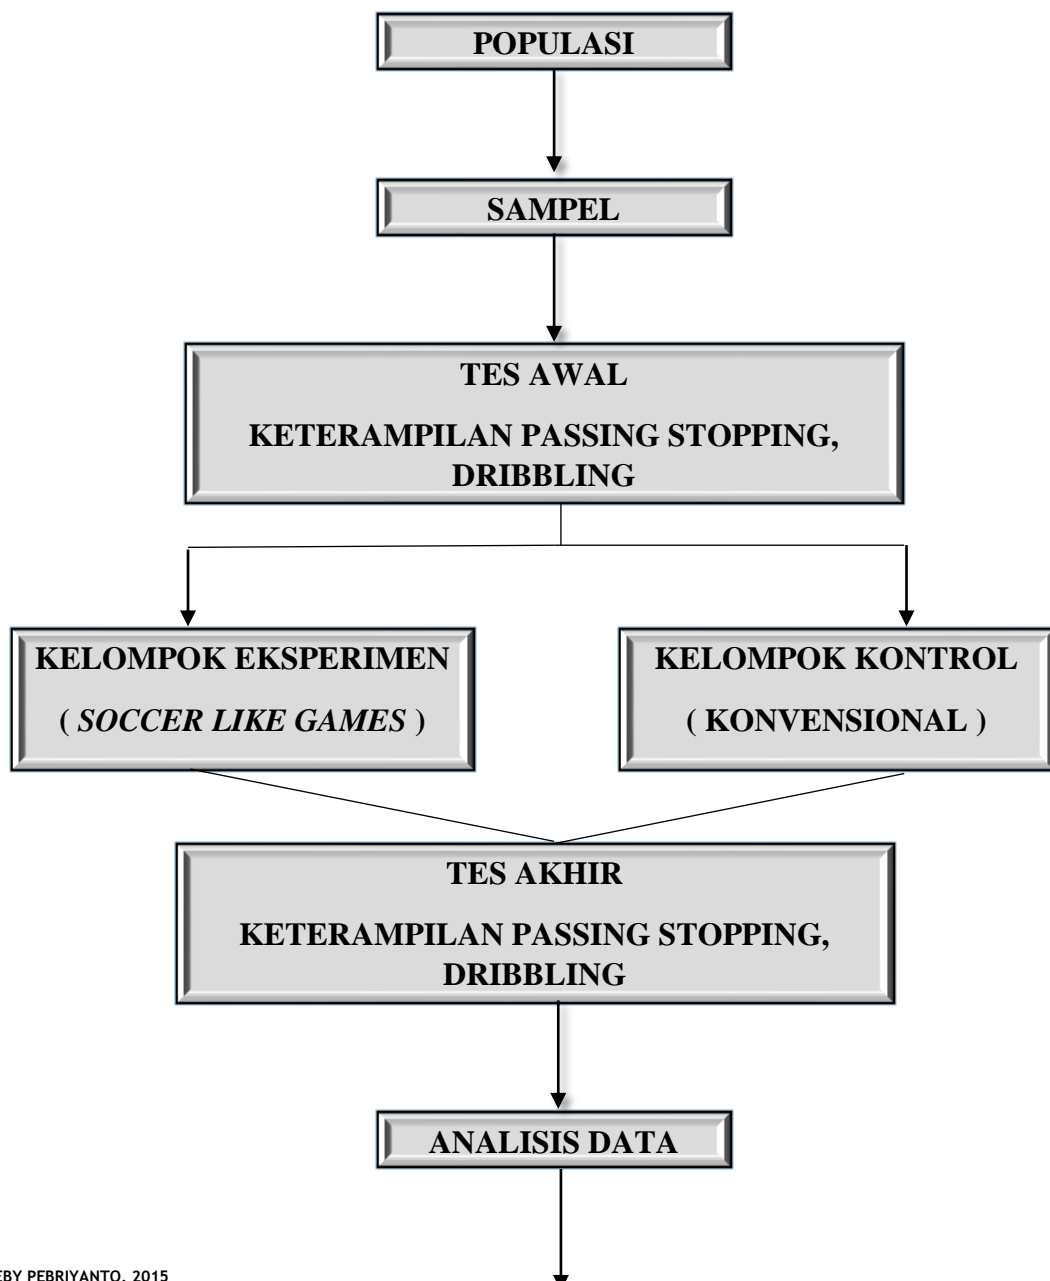 POPULASI
SAMPEL
TES AWAL
KETERAMPILAN PASSING STOPPING,
DRIBBLING
KELOMPOK EKSPERIMEN
( SOCCER LIKE GAMES )
KELOMPOK KONTROL
( KONVENSIONAL )
TES AKHIR
KETERAMPILAN PASSING STOPPING,
DRIBBLING
ANALISIS DATA
EBY PEBRIYANTO, 2015